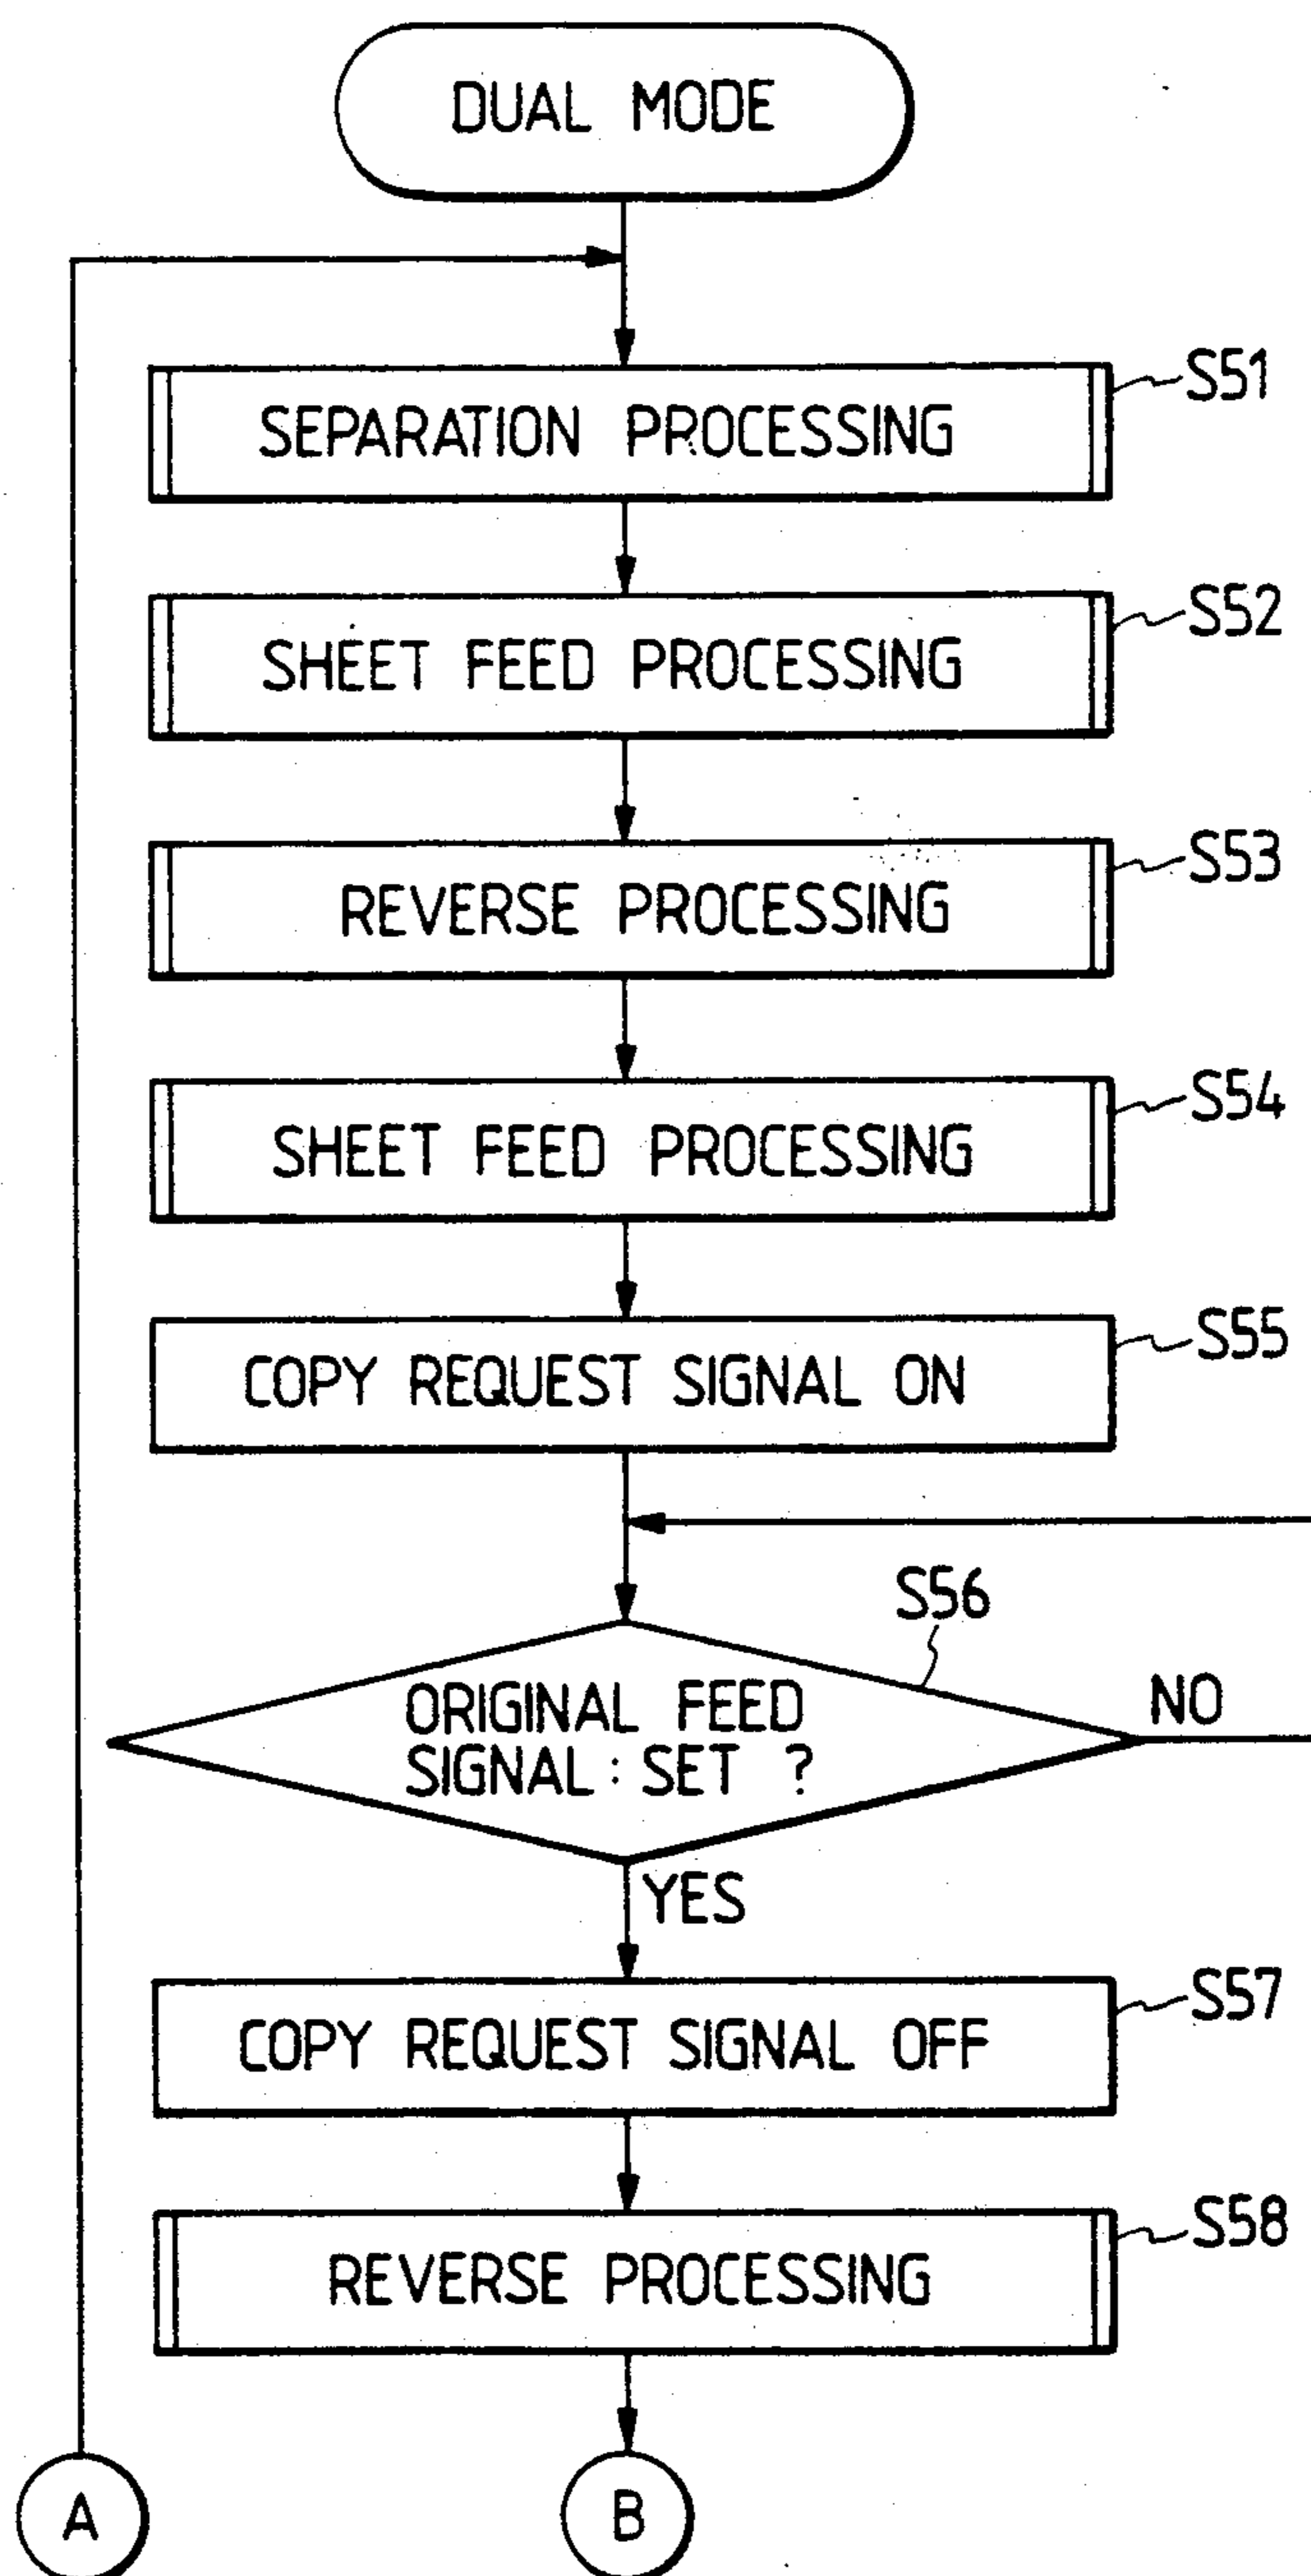 DUAL MODE
S51
SEPARATION PROCESSING
S52
SHEET FEED PROCESSING
S53
REVERSE PROCESSING
S54
SHEET FEED PROCESSING
S55
COPY REQUEST SIGNAL ON
S56
ORIGINAL FEED
SIGNAL : SET ?
NO
YES
S57
COPY REQUEST SIGNAL OFF
S58
REVERSE PROCESSING
A
B